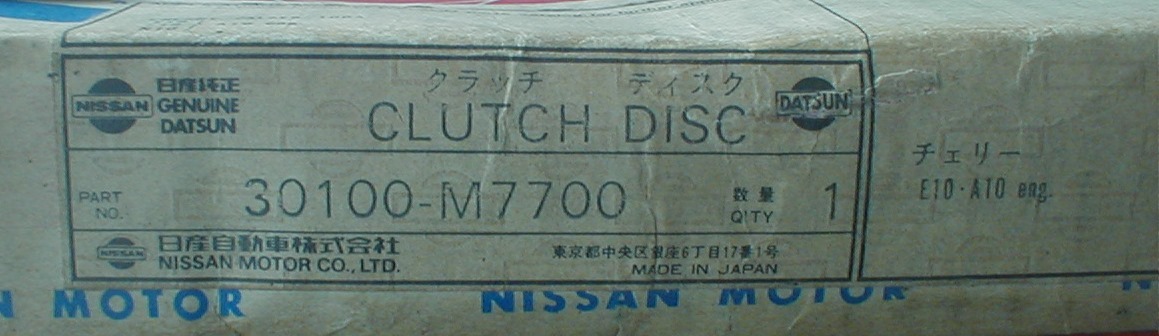 クラッチ ディスク
NISSAN
日産純正
GENUINE
DATSUN
CLUTCH DISC
DATSUN
PART NO.
30100-M7700
数量
Q'TY
1
チェリー
E10・A10 eng.
NISSAN
日産自動車株式会社
NISSAN MOTOR CO., LTD.
東京都中央区銀座6丁目17番1号
MADE IN JAPAN
N MOTOR
NISSAN MOTOR
N